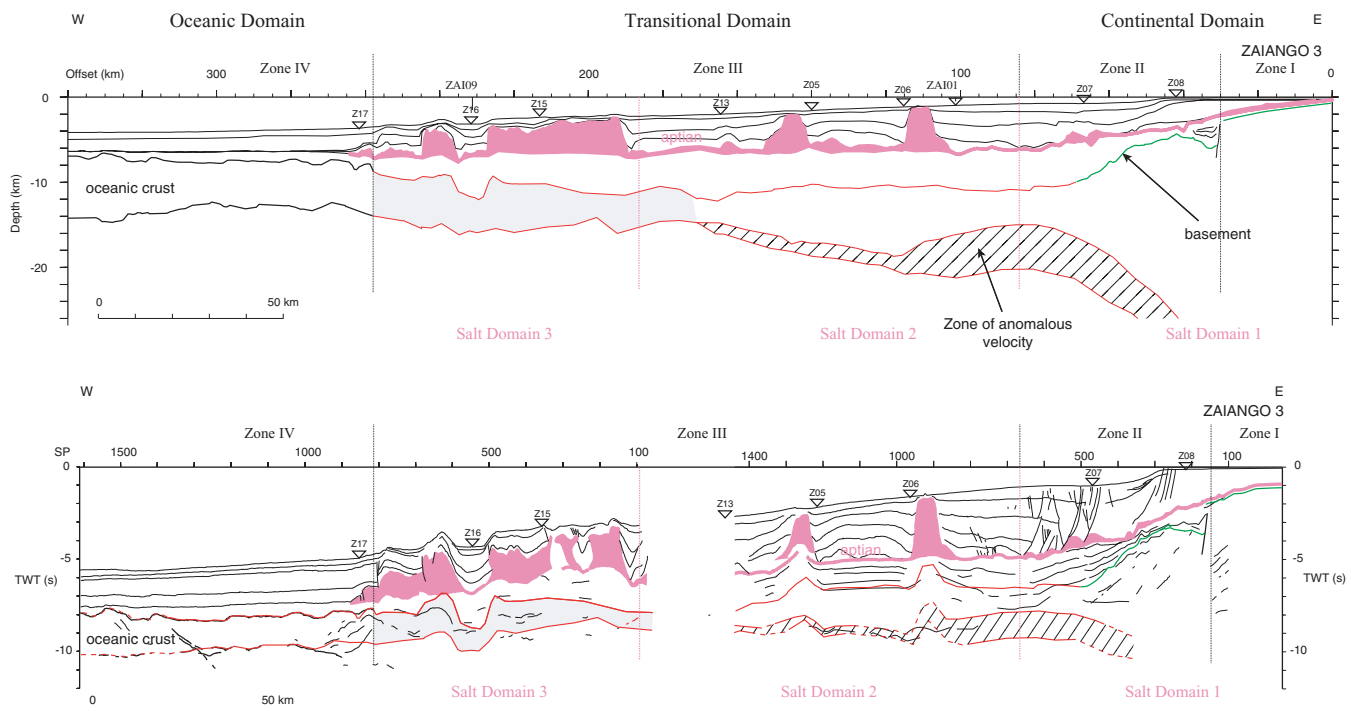 W Oceanic Domain Transitional Domain Continental Domain E
ZAIANGO 3
Zone IV Zone III Zone II Zone I
Offset (km) 300 200 100 0
ZAI09 ZAI01
Z17 Z16 Z15 Z13 Z05 Z06 Z07 Z08
0
aptian
-10
oceanic crust
Depth (km)
basement
-20
0 50 km
Zone of anomalous
velocity
Salt Domain 3 Salt Domain 2 Salt Domain 1
W E
ZAIANGO 3
Zone IV Zone III Zone II Zone I
SP 1500 1000 500 100 1400 1000 500 100
0 0
Z17 Z16 Z15 Z13 Z05 Z06 Z07 Z08
aptian
-5 -5
TWT (s) TWT (s)
oceanic crust
-10 -10
0 50 km
Salt Domain 3 Salt Domain 2 Salt Domain 1